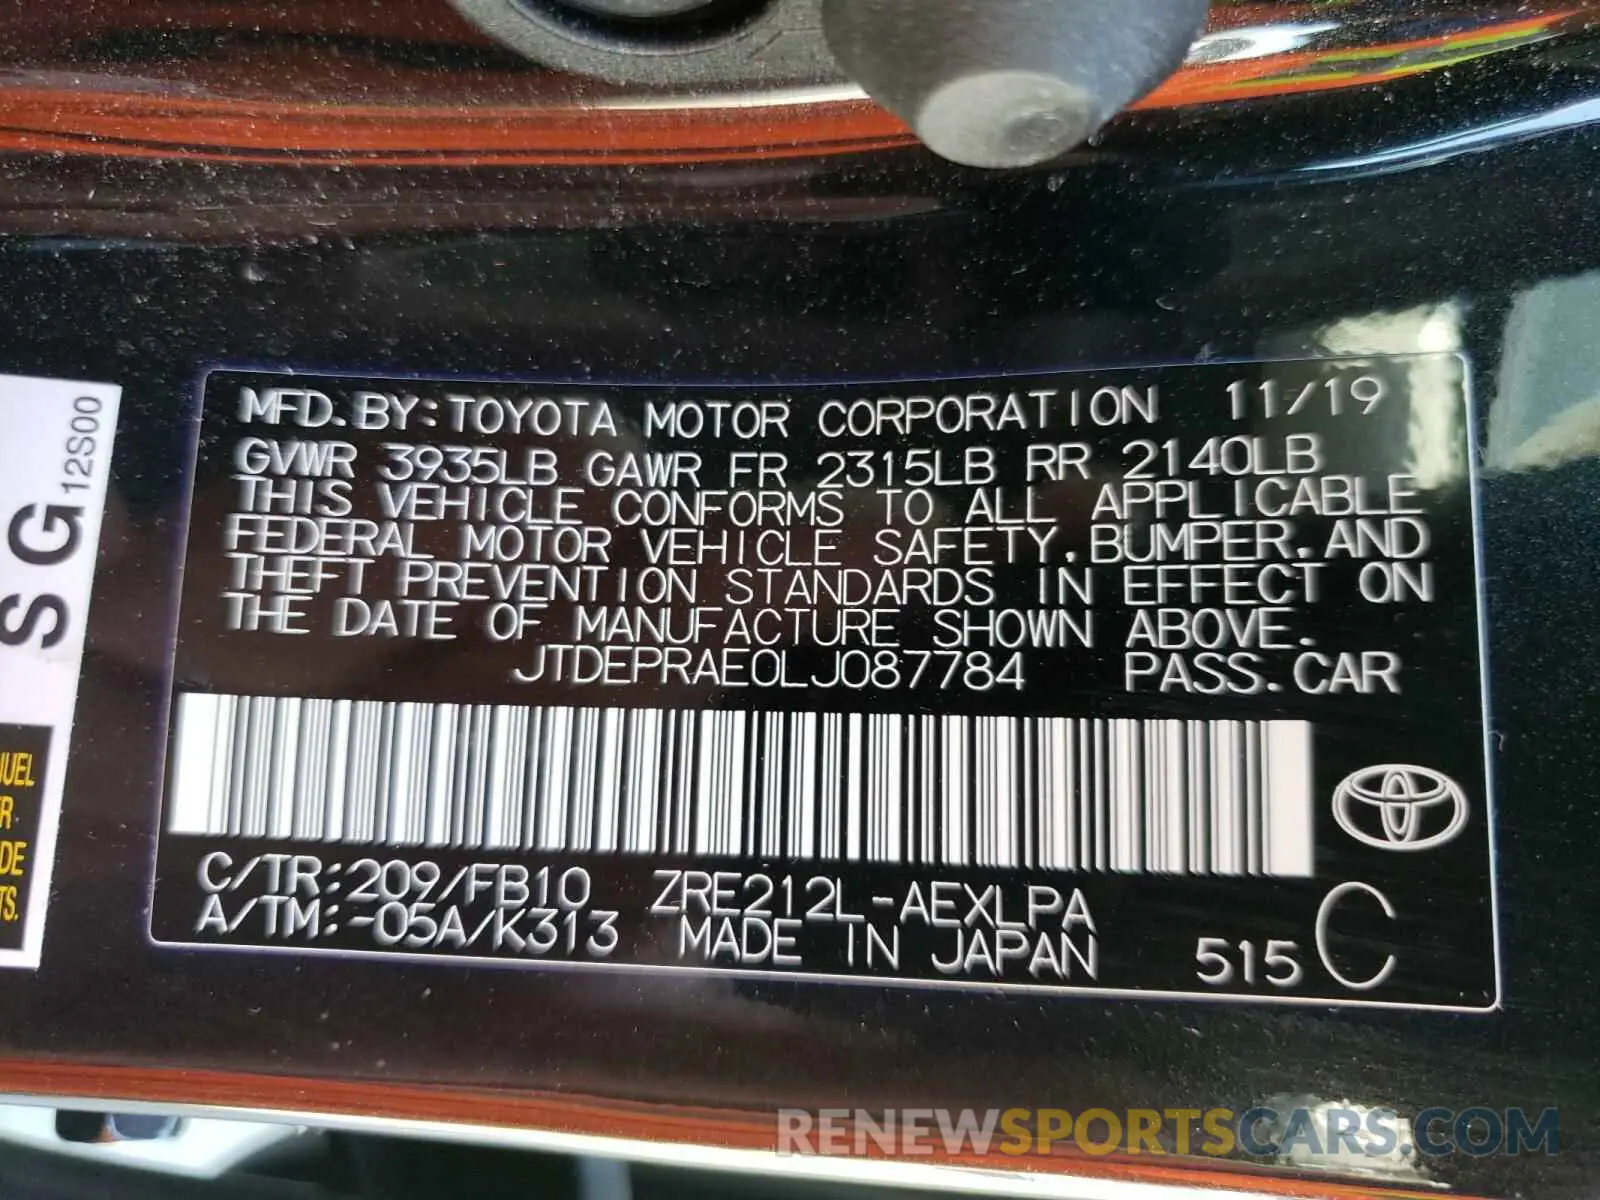 MFD. BY: TOYOTA MOTOR CORPORATION 11/19
GVWR 3935LB GAWR FR 2315LB RR 2140LB
THIS VEHICLE CONFORMS TO ALL APPLICABLE
FEDERAL MOTOR VEHICLE SAFETY, BUMPER, AND
THEFT PREVENTION STANDARDS IN EFFECT ON
THE DATE OF MANUFACTURE SHOWN ABOVE.
JTDEPRAE0LJ087784 PASS. CAR
C/TR: 209/FB10 ZRE212L-AEXLPA
A/TM: -05A/K313 MADE IN JAPAN 515 C
SG 12S00
RENEWSPORTSCARS.COM